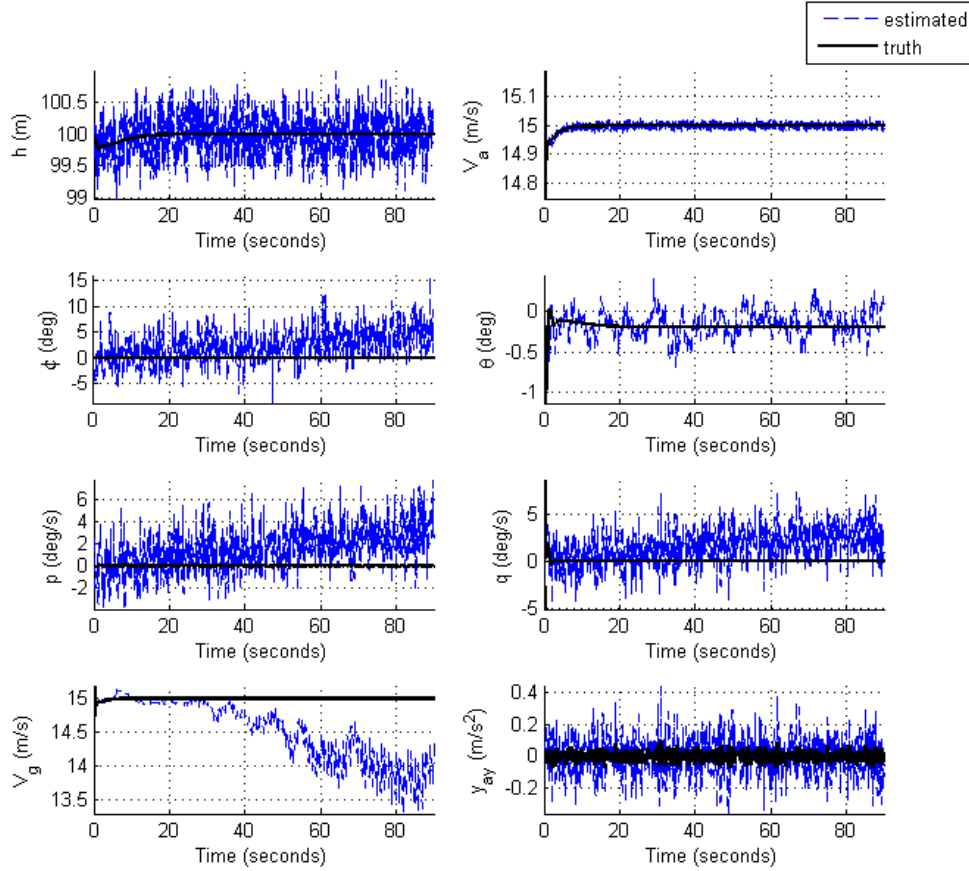 estimated
truth
100.5
100
99.5
99
h (m)
0 20 40 60 80
Time (seconds)
15.1
15
14.9
14.8
V_a (m/s)
0 20 40 60 80
Time (seconds)
15
10
5
0
-5
ϕ (deg)
0 20 40 60 80
Time (seconds)
0
-0.5
-1
θ (deg)
0 20 40 60 80
Time (seconds)
6
4
2
0
-2
p (deg/s)
0 20 40 60 80
Time (seconds)
5
0
-5
q (deg/s)
0 20 40 60 80
Time (seconds)
15
14.5
14
13.5
V_g (m/s)
0 20 40 60 80
Time (seconds)
0.4
0.2
0
-0.2
y_ay (m/s²)
0 20 40 60 80
Time (seconds)